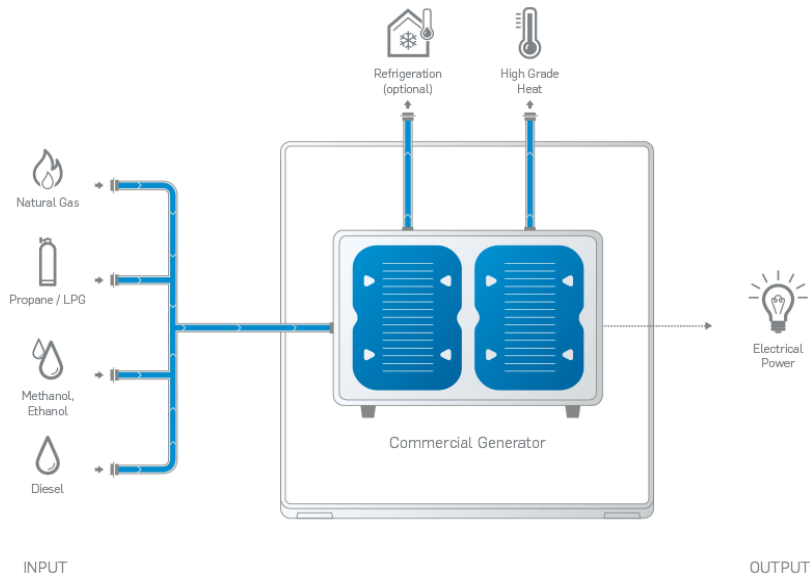 Refrigeration
(optional)
High Grade
Heat
Natural Gas
Propane / LPG
Methanol,
Ethanol
Diesel
Commercial Generator
Electrical
Power
INPUT
OUTPUT